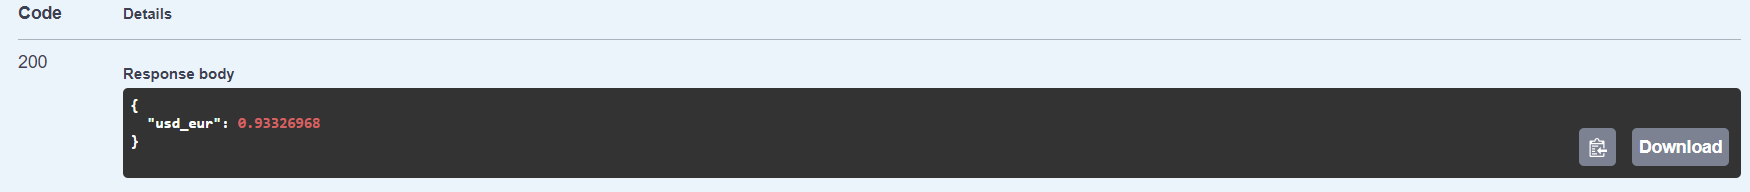 Code Details
200
Response body
{
  "usd_eur": 0.93326968
}
Download